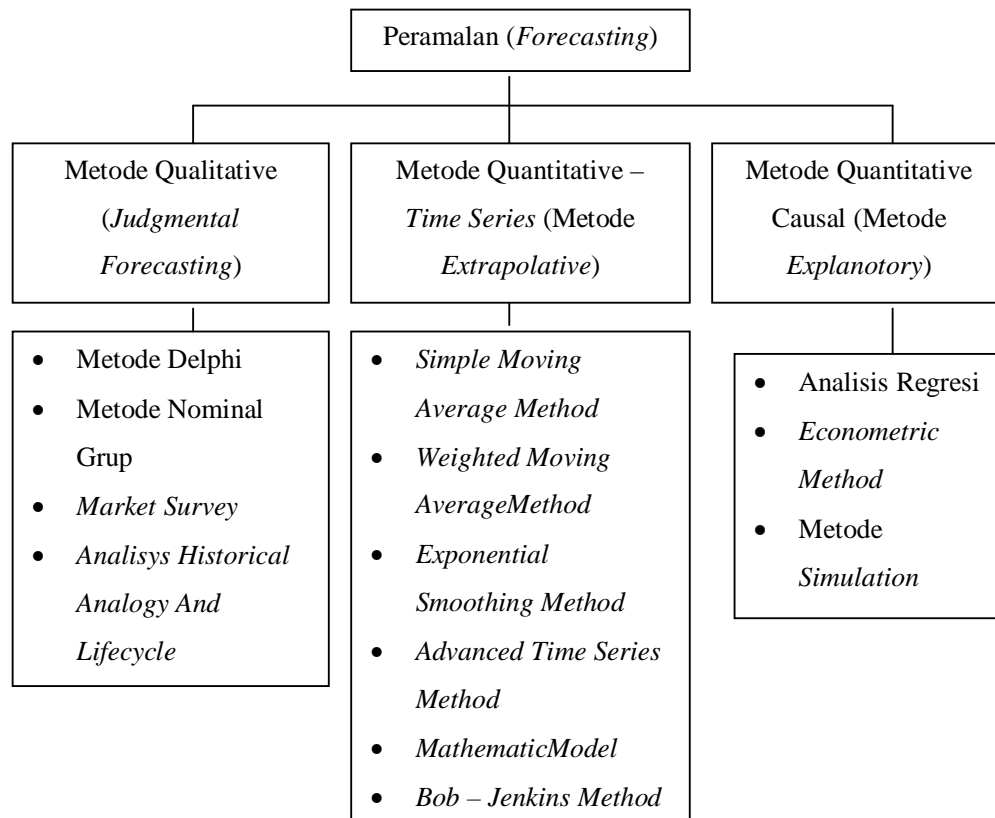 Peramalan (Forecasting)
Metode Qualitative
(Judgmental
Forecasting)
Metode Quantitative –
Time Series (Metode
Extrapolative)
Metode Quantitative
Causal (Metode
Explanotory)
• Metode Delphi
• Metode Nominal
Grup
• Market Survey
• Analisys Historical
Analogy And
Lifecycle
• Simple Moving
Average Method
• Weighted Moving
AverageMethod
• Exponential
Smoothing Method
• Advanced Time Series
Method
• MathematicModel
• Bob – Jenkins Method
• Analisis Regresi
• Econometric
Method
• Metode
Simulation